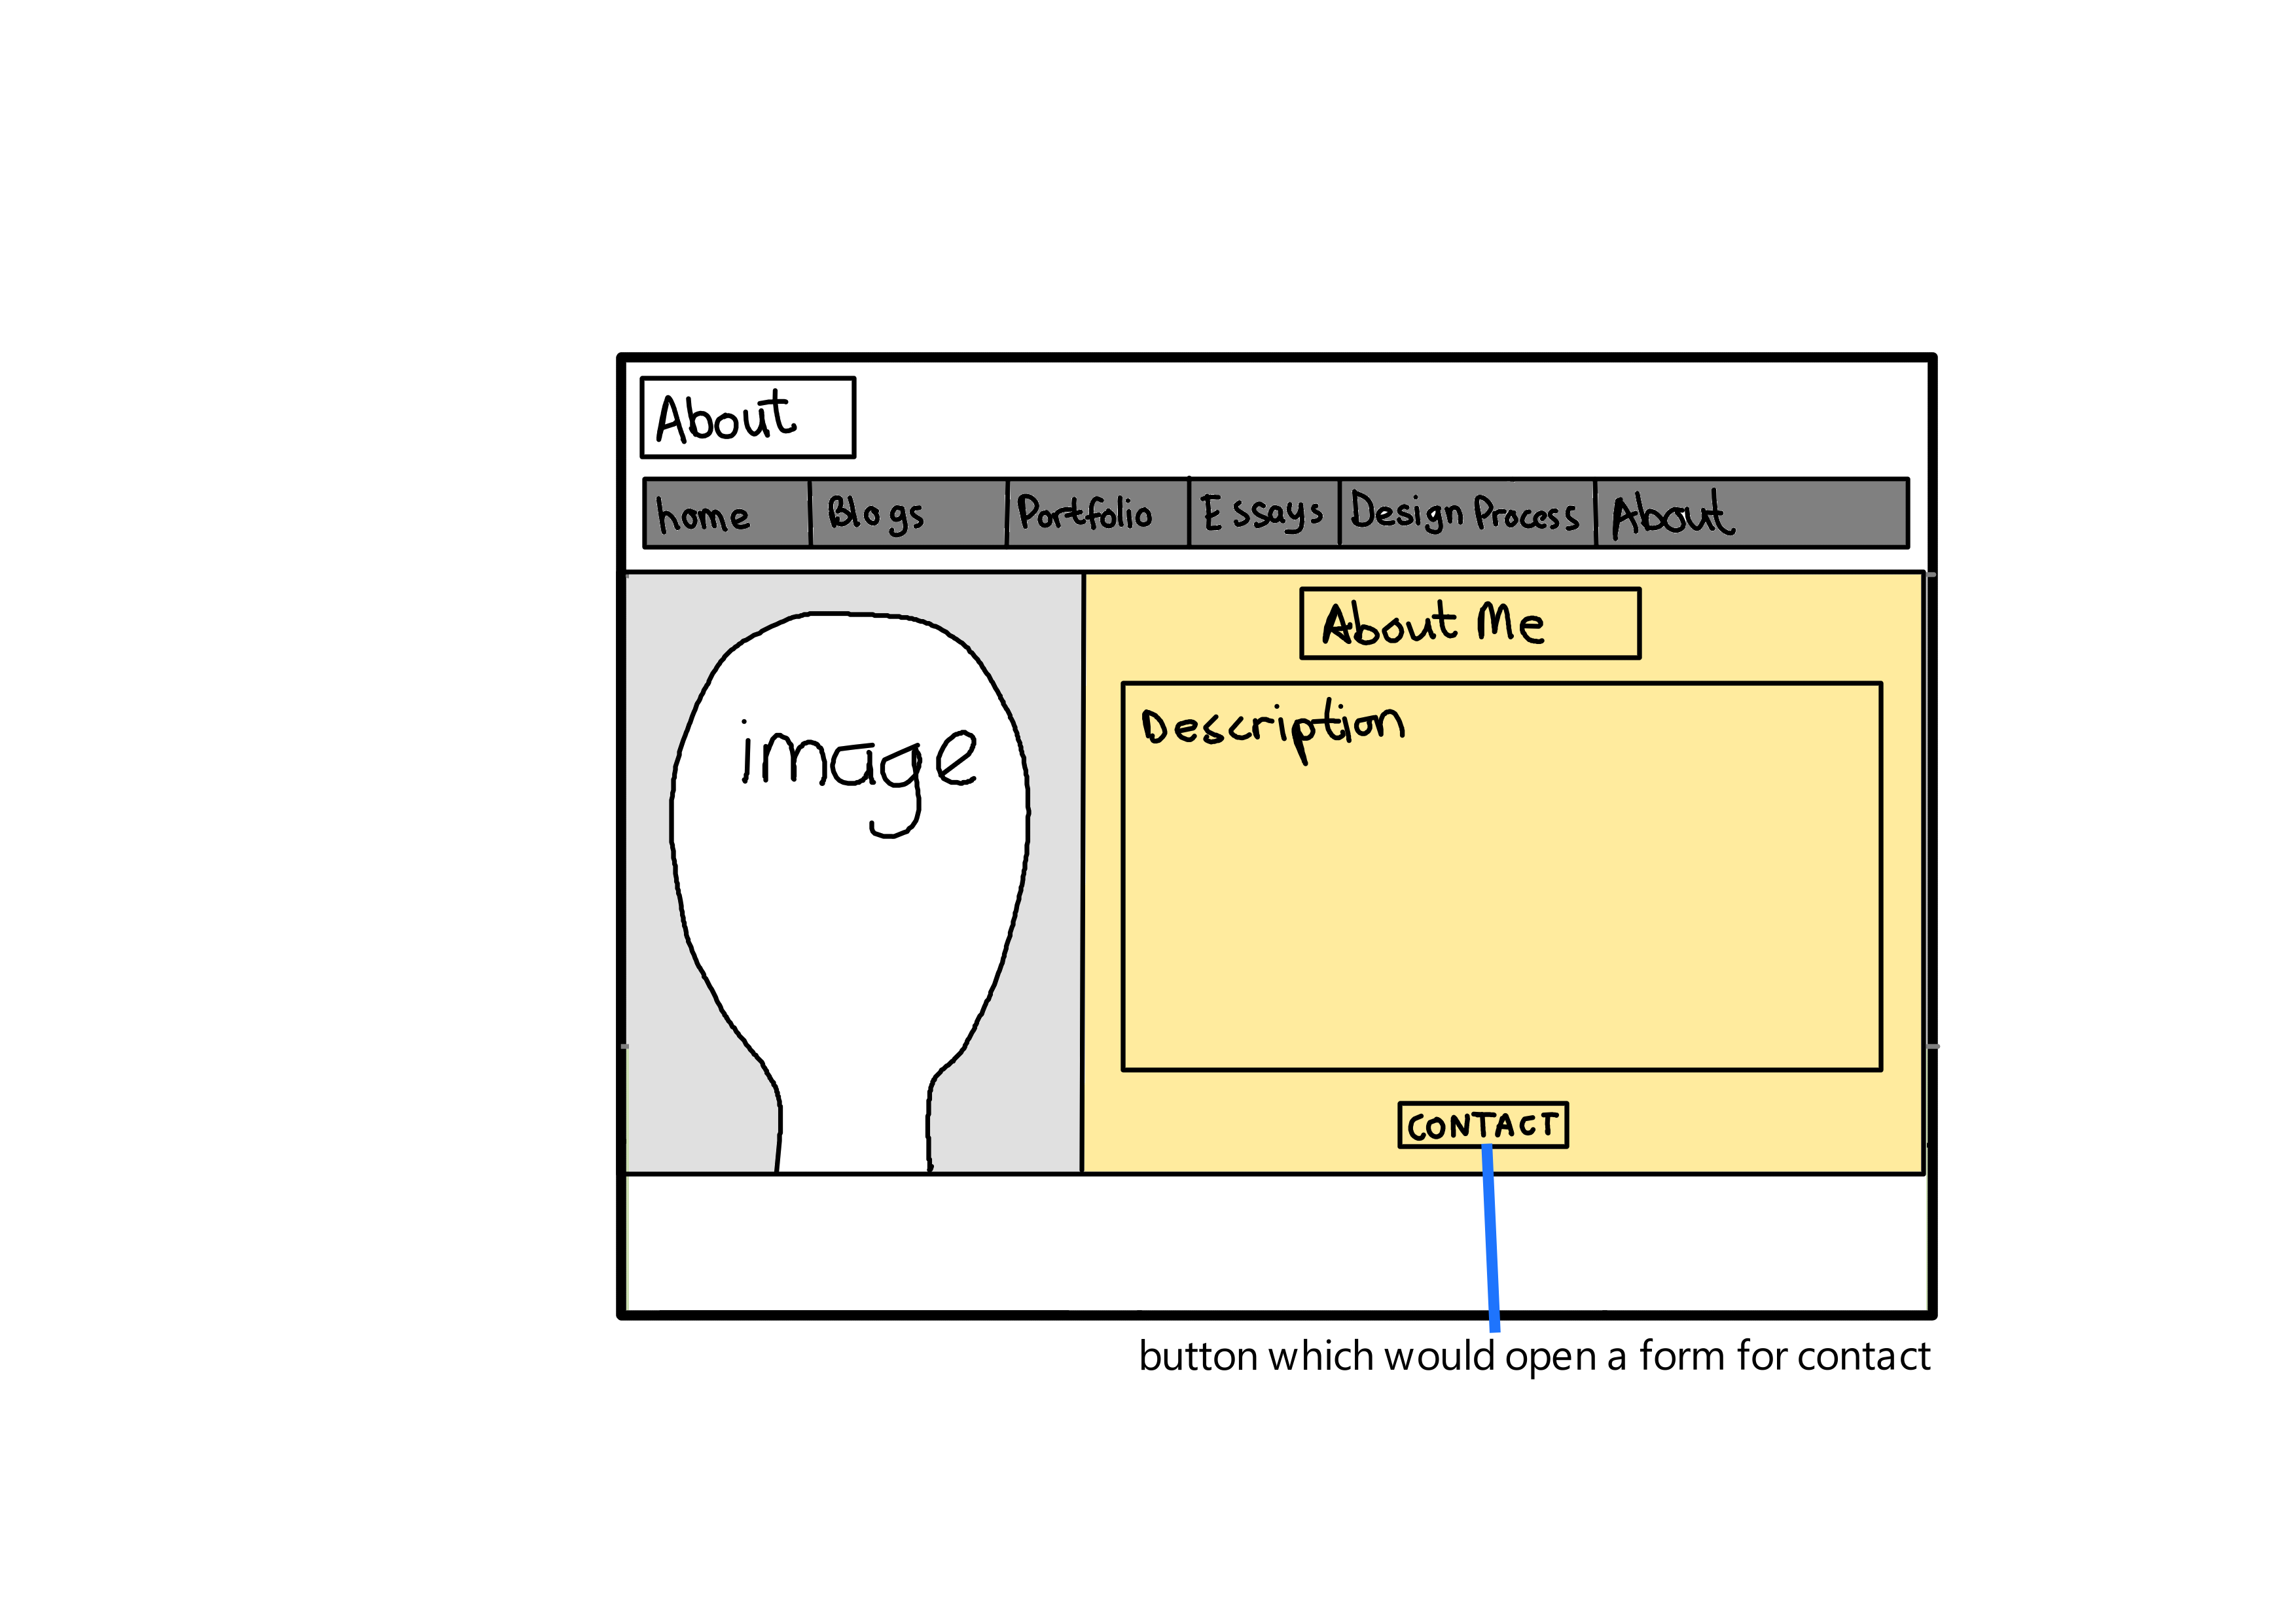 About
home Blogs Portfolio Essays Design Process About
About Me
image
Description
CONTACT
button which would open a form for contact